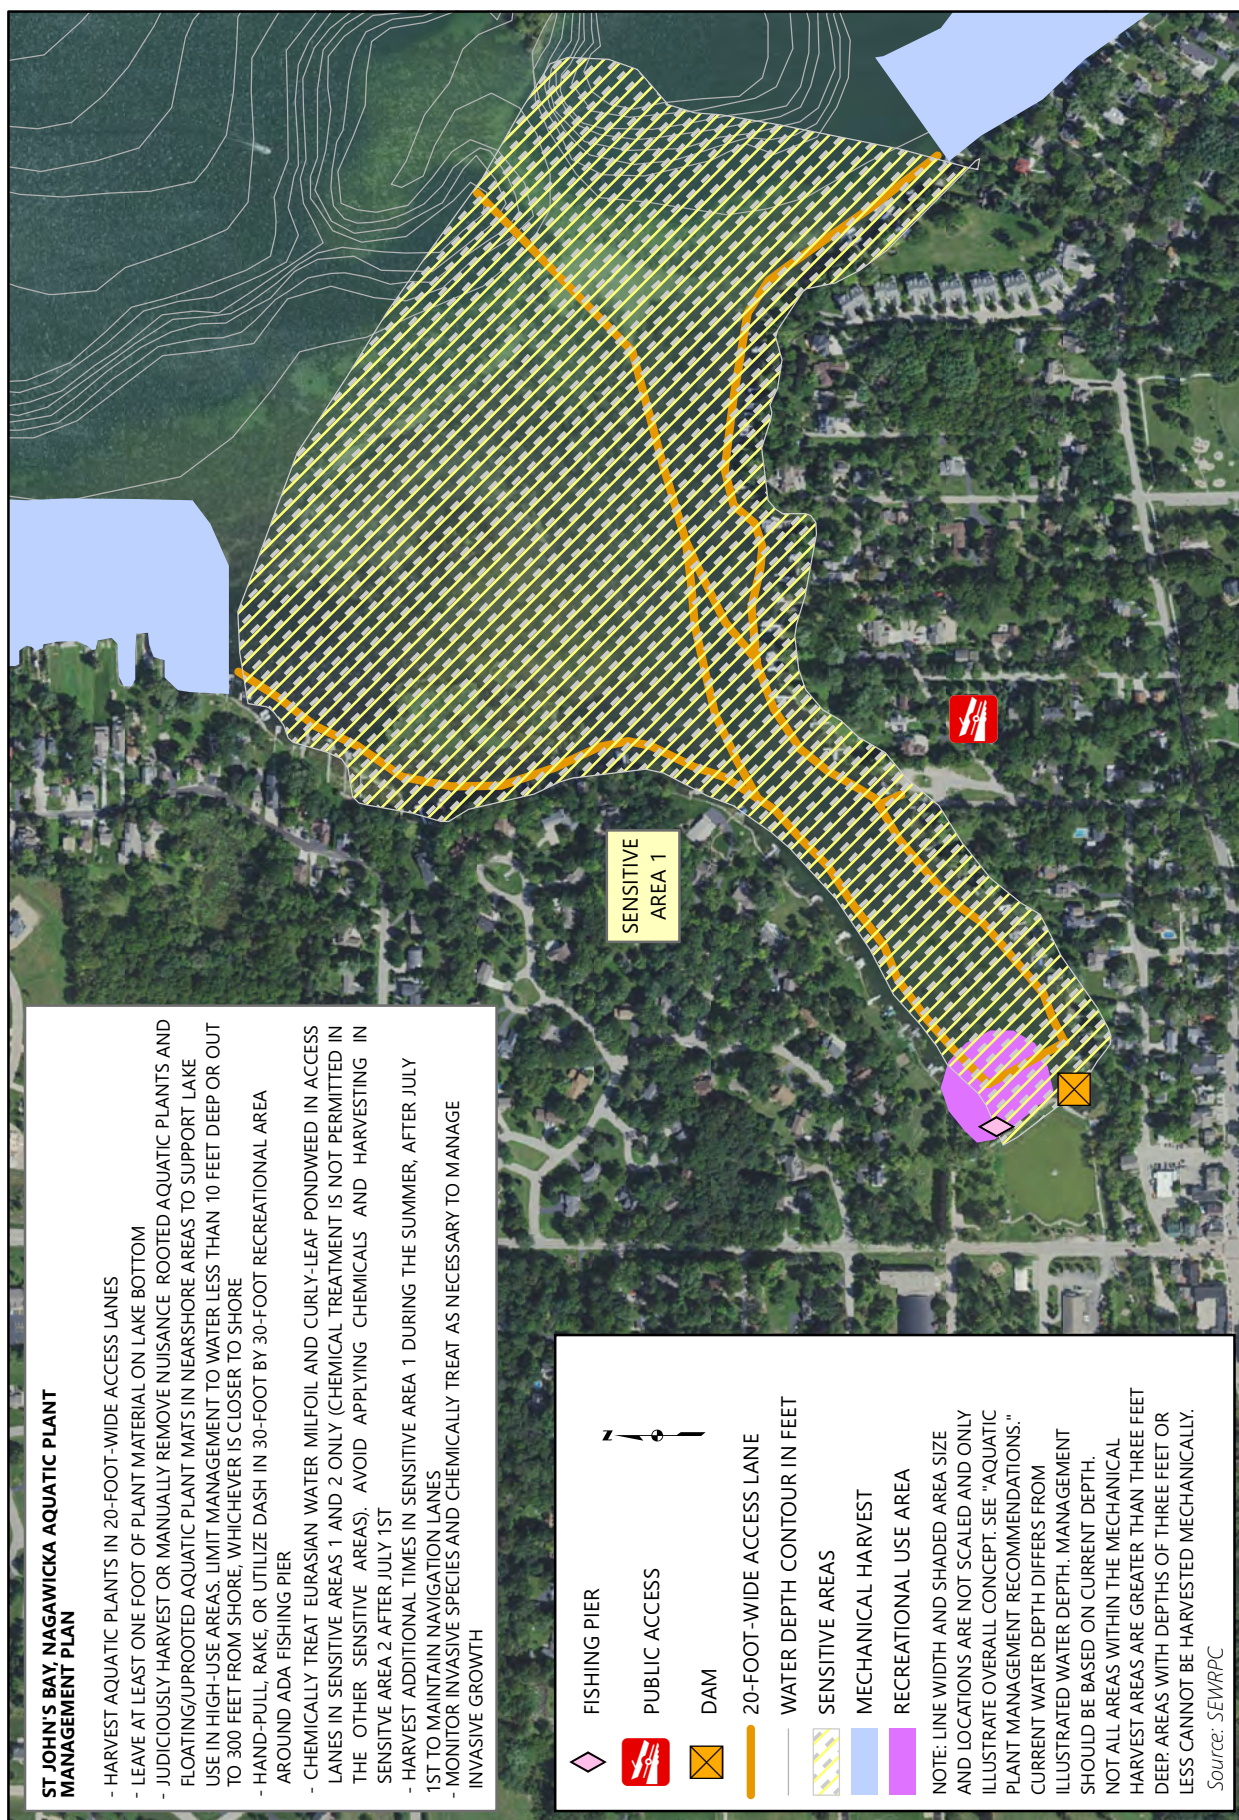 ST JOHN'S BAY, NAGAWICKA AQUATIC PLANT
MANAGEMENT PLAN
- HARVEST AQUATIC PLANTS IN 20-FOOT-WIDE ACCESS LANES
- LEAVE AT LEAST ONE FOOT OF PLANT MATERIAL ON LAKE BOTTOM
- JUDICIOUSLY HARVEST OR MANUALLY REMOVE NUISANCE ROOTED AQUATIC PLANTS AND
FLOATING/UPROOTED AQUATIC PLANT MATS IN NEARSHORE AREAS TO SUPPORT LAKE
USE IN HIGH-USE AREAS. LIMIT MANAGEMENT TO WATER LESS THAN 10 FEET DEEP OR OUT
TO 300 FEET FROM SHORE, WHICHEVER IS CLOSER TO SHORE
- HAND-PULL, RAKE, OR UTILIZE DASH IN 30-FOOT BY 30-FOOT RECREATIONAL AREA
AROUND ADA FISHING PIER
- CHEMICALLY TREAT EURASIAN WATER MILFOIL AND CURLY-LEAF PONDWEED IN ACCESS
LANES IN SENSITIVE AREAS 1 AND 2 ONLY (CHEMICAL TREATMENT IS NOT PERMITTED IN
THE OTHER SENSITIVE AREAS). AVOID APPLYING CHEMICALS AND HARVESTING IN
SENSITIVE AREA 2 AFTER JULY 1ST
- HARVEST ADDITIONAL TIMES IN SENSITIVE AREA 1 DURING THE SUMMER, AFTER JULY
1ST TO MAINTAIN NAVIGATION LANES
- MONITOR INVASIVE SPECIES AND CHEMICALLY TREAT AS NECESSARY TO MANAGE
INVASIVE GROWTH
SENSITIVE
AREA 1
FISHING PIER
PUBLIC ACCESS
DAM
20-FOOT-WIDE ACCESS LANE
WATER DEPTH CONTOUR IN FEET
SENSITIVE AREAS
MECHANICAL HARVEST
RECREATIONAL USE AREA
N
NOTE: LINE WIDTH AND SHADED AREA SIZE
AND LOCATIONS ARE NOT SCALED AND ONLY
ILLUSTRATE OVERALL CONCEPT. SEE "AQUATIC
PLANT MANAGEMENT RECOMMENDATIONS."
CURRENT WATER DEPTH DIFFERS FROM
ILLUSTRATED WATER DEPTH. MANAGEMENT
SHOULD BE BASED ON CURRENT DEPTH.
NOT ALL AREAS WITHIN THE MECHANICAL
HARVEST AREAS ARE GREATER THAN THREE FEET
DEEP. AREAS WITH DEPTHS OF THREE FEET OR
LESS CANNOT BE HARVESTED MECHANICALLY.
Source: SEWRPC